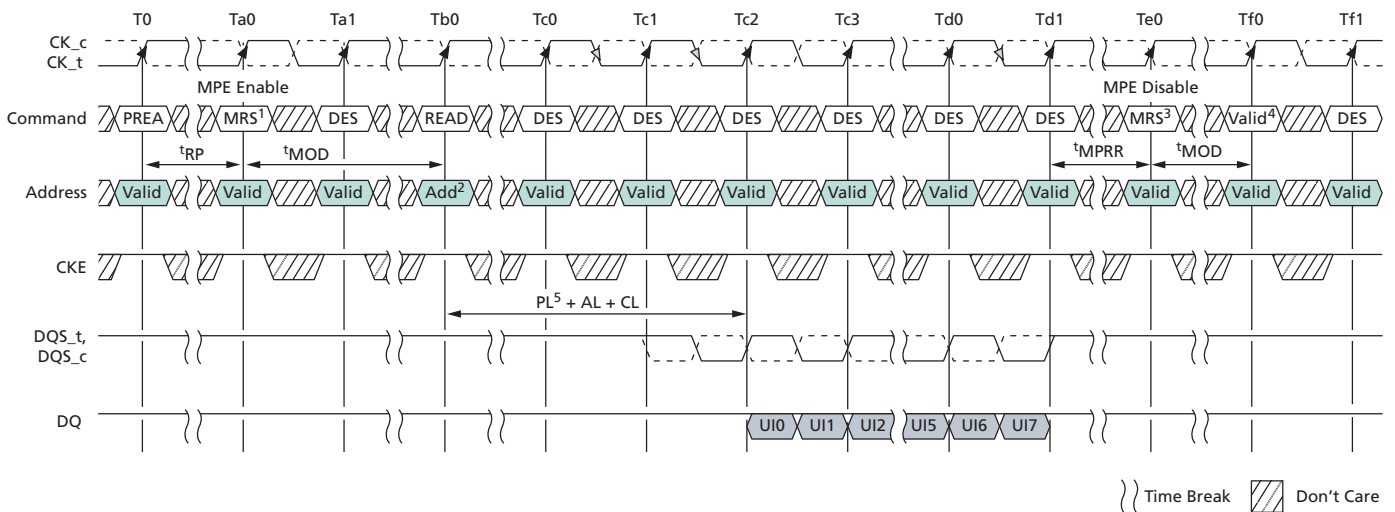 T0 Ta0 Ta1 Tb0 Tc0 Tc1 Tc2 Tc3 Td0 Td1 Te0 Tf0 Tf1
CK_c
CK_t
MPE Enable MPE Disable
Command PREA MRS1 DES READ DES DES DES DES DES DES MRS3 Valid4 DES
tRP tMOD tMPRR tMOD
Address Valid Valid Valid Add2 Valid Valid Valid Valid Valid Valid Valid Valid Valid
CKE
PL5 + AL + CL
DQS_t,
DQS_c
DQ UI0 UI1 UI2 UI5 UI6 UI7
Time Break Don't Care